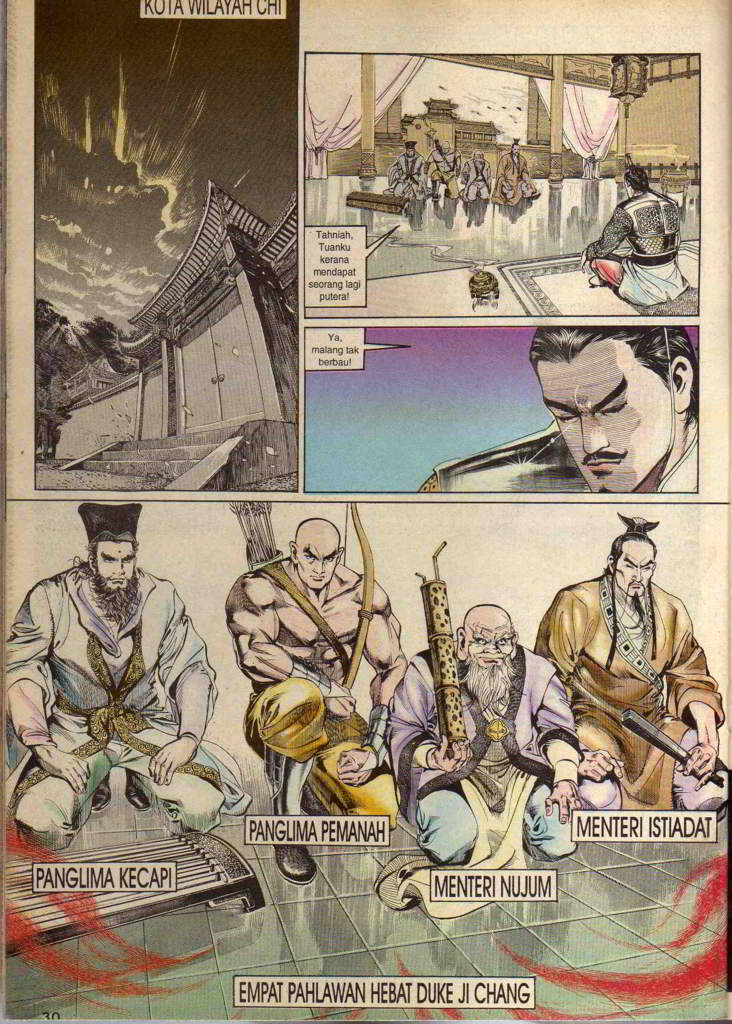 KOTA WILAYAH CHI
Tahniah,
Tuanku
kerana
mendapat
seorang lagi
putera!
Ya,
malang tak
berbau!
PANGLIMA KECAPI
PANGLIMA PEMANAH
MENTERI NUJUM
MENTERI ISTIADAT
EMPAT PAHLAWAN HEBAT DUKE JI CHANG
30